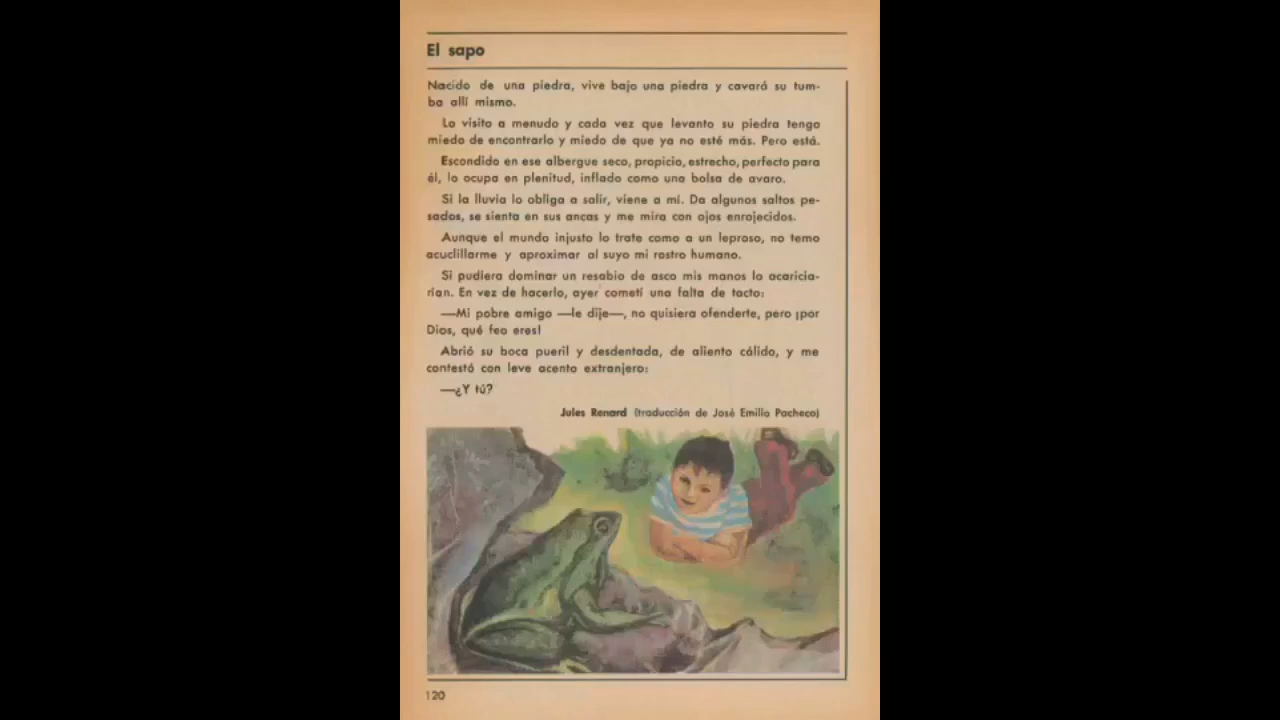 El sapo
Nacido de una piedra, vive bajo una piedra y cavará su tum-
ba allí mismo.
Lo visito a menudo y cada vez que levanto su piedra tengo
miedo de encontrarlo y miedo de que ya no esté más. Pero está.
Escondido en ese albergue seco, propicio, estrecho, perfecto para
él, lo ocupa en plenitud, inflado como una bolsa de avaro.
Si la lluvia lo obliga a salir, viene a mí. Da algunos saltos pe-
sados, se sienta en sus ancas y me mira con ojos enrojecidos.
Aunque el mundo injusto lo trate como a un leproso, no temo
acuclillarme y aproximar al suyo mi rostro humano.
Si pudiera dominar un resabio de asco mis manos lo acaricia-
rían. En vez de hacerlo, ayer cometí una falta de tacto:
—Mi pobre amigo —le dije—, no quisiera ofenderte, pero ¡por
Dios, qué feo eres!
Abrió su boca pueril y desdentada, de aliento cálido, y me
contestó con leve acento extranjero:
—¿Y tú?
Jules Renard (traducción de José Emilio Pacheco)
120